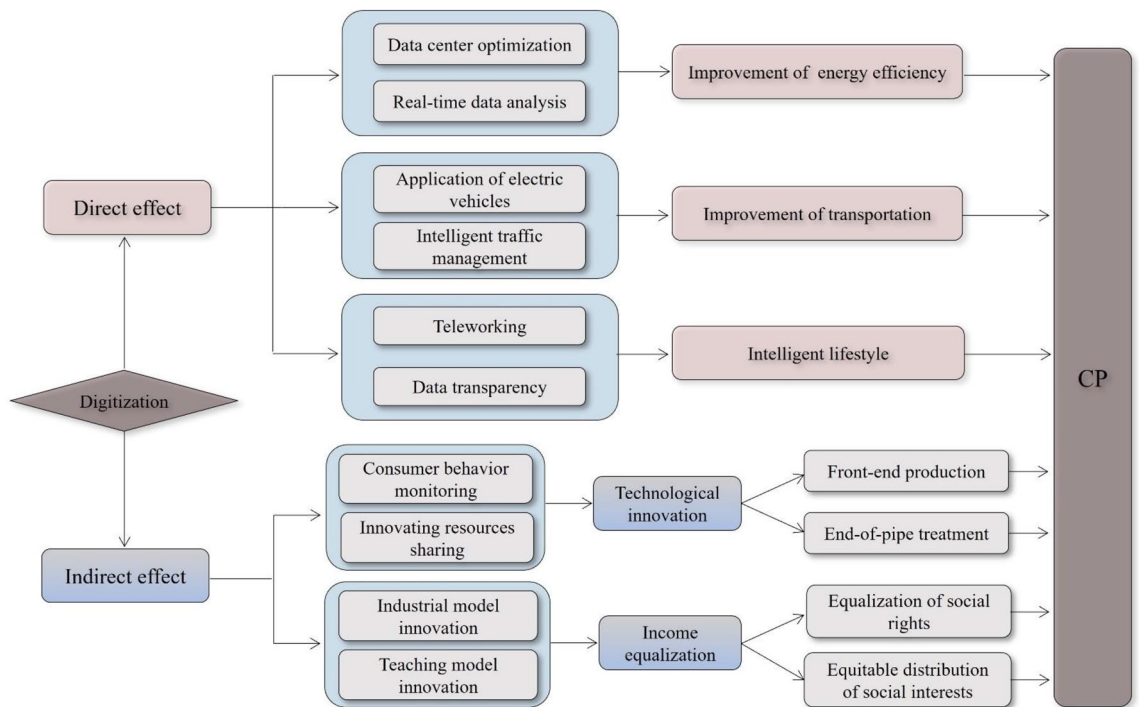 Data center optimization
Real-time data analysis
Improvement of energy efficiency
Direct effect
Application of electric
vehicles
Intelligent traffic
management
Improvement of transportation
Teleworking
Data transparency
Intelligent lifestyle
CP
Digitization
Consumer behavior
monitoring
Innovating resources
sharing
Technological
innovation
Front-end production
End-of-pipe treatment
Indirect effect
Industrial model
innovation
Teaching model
innovation
Income
equalization
Equalization of social
rights
Equitable distribution
of social interests